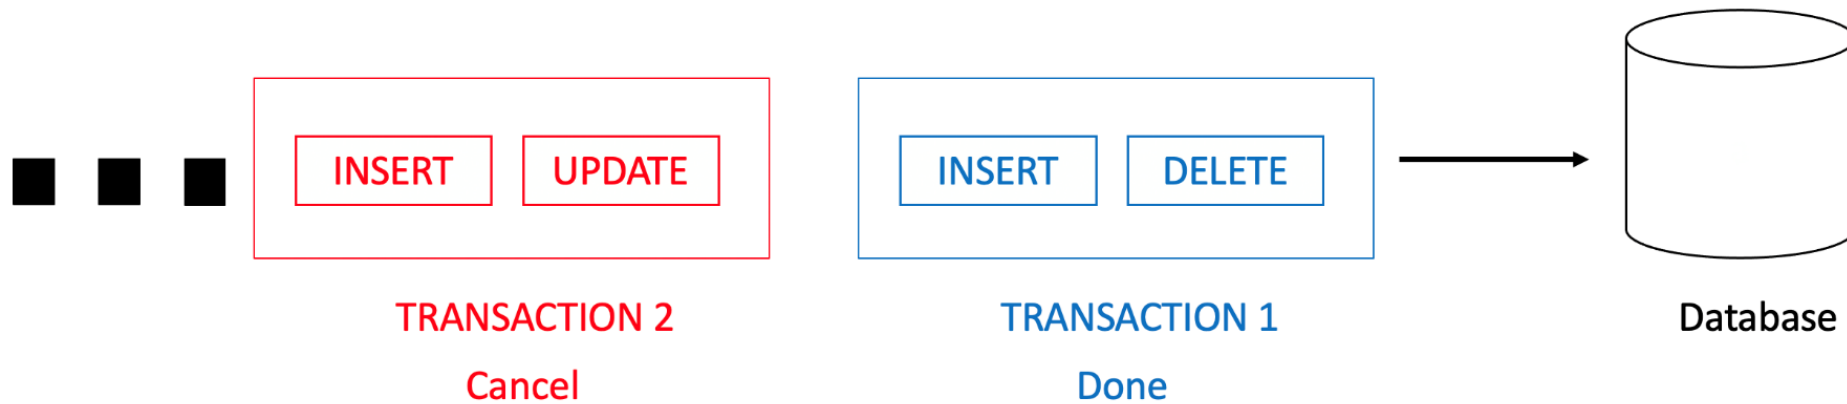 INSERT UPDATE
INSERT DELETE
TRANSACTION 2
TRANSACTION 1
Database
Cancel
Done